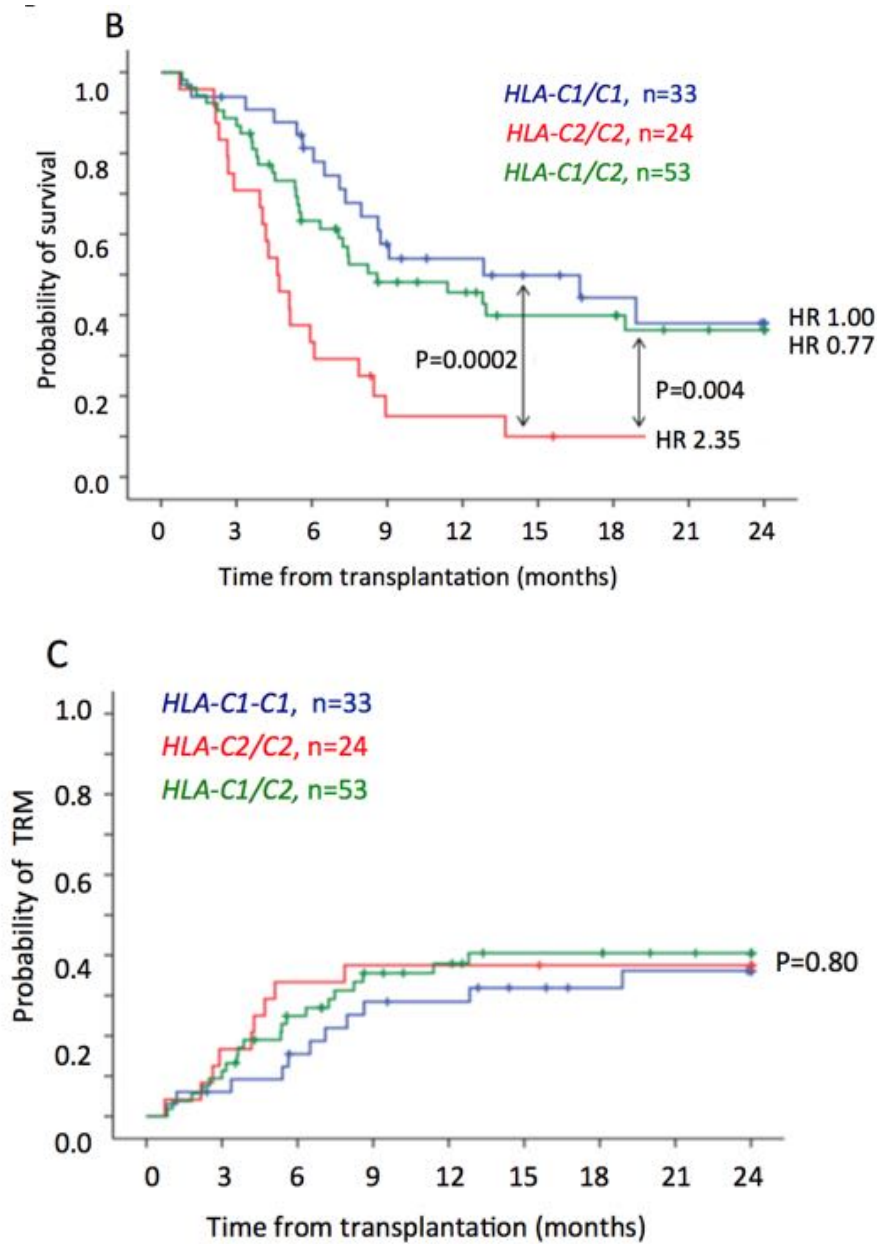 B
HLA-C1/C1, n=33
HLA-C2/C2, n=24
HLA-C1/C2, n=53
Probability of survival
1.0
0.8
0.6
0.4
0.2
0.0
HR 1.00
HR 0.77
P=0.0002
P=0.004
HR 2.35
0 3 6 9 12 15 18 21 24
Time from transplantation (months)
C
HLA-C1-C1, n=33
HLA-C2/C2, n=24
HLA-C1/C2, n=53
Probability of TRM
1.0
0.8
0.6
0.4
0.2
0.0
P=0.80
0 3 6 9 12 15 18 21 24
Time from transplantation (months)